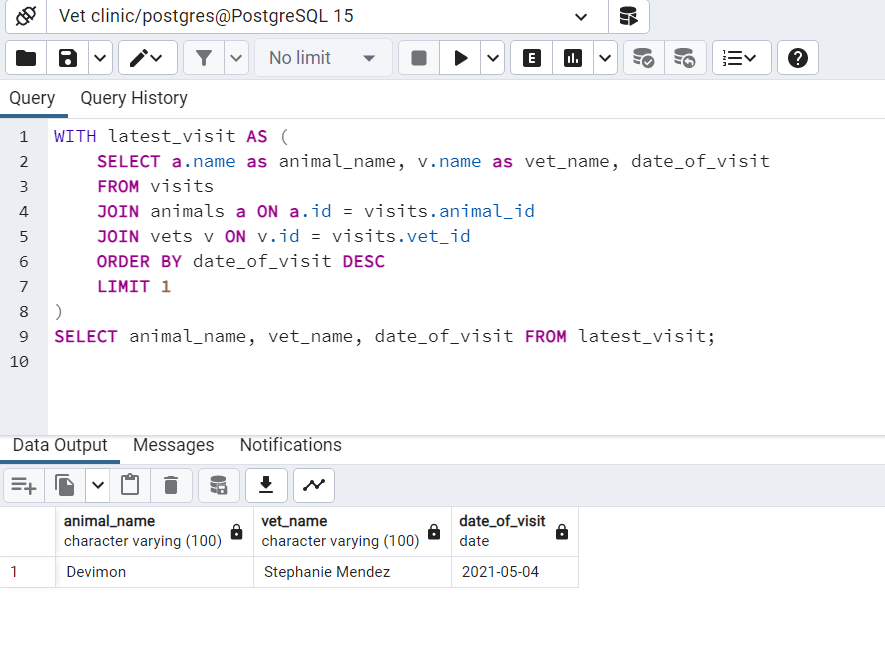 Vet clinic/postgres@PostgreSQL 15
No limit
E
?
Query Query History
1 WITH latest_visit AS (
2 SELECT a.name as animal_name, v.name as vet_name, date_of_visit
3 FROM visits
4 JOIN animals a ON a.id = visits.animal_id
5 JOIN vets v ON v.id = visits.vet_id
6 ORDER BY date_of_visit DESC
7 LIMIT 1
8 )
9 SELECT animal_name, vet_name, date_of_visit FROM latest_visit;
10
Data Output Messages Notifications
animal_name vet_name date_of_visit
character varying (100) character varying (100) date
1 Devimon Stephanie Mendez 2021-05-04